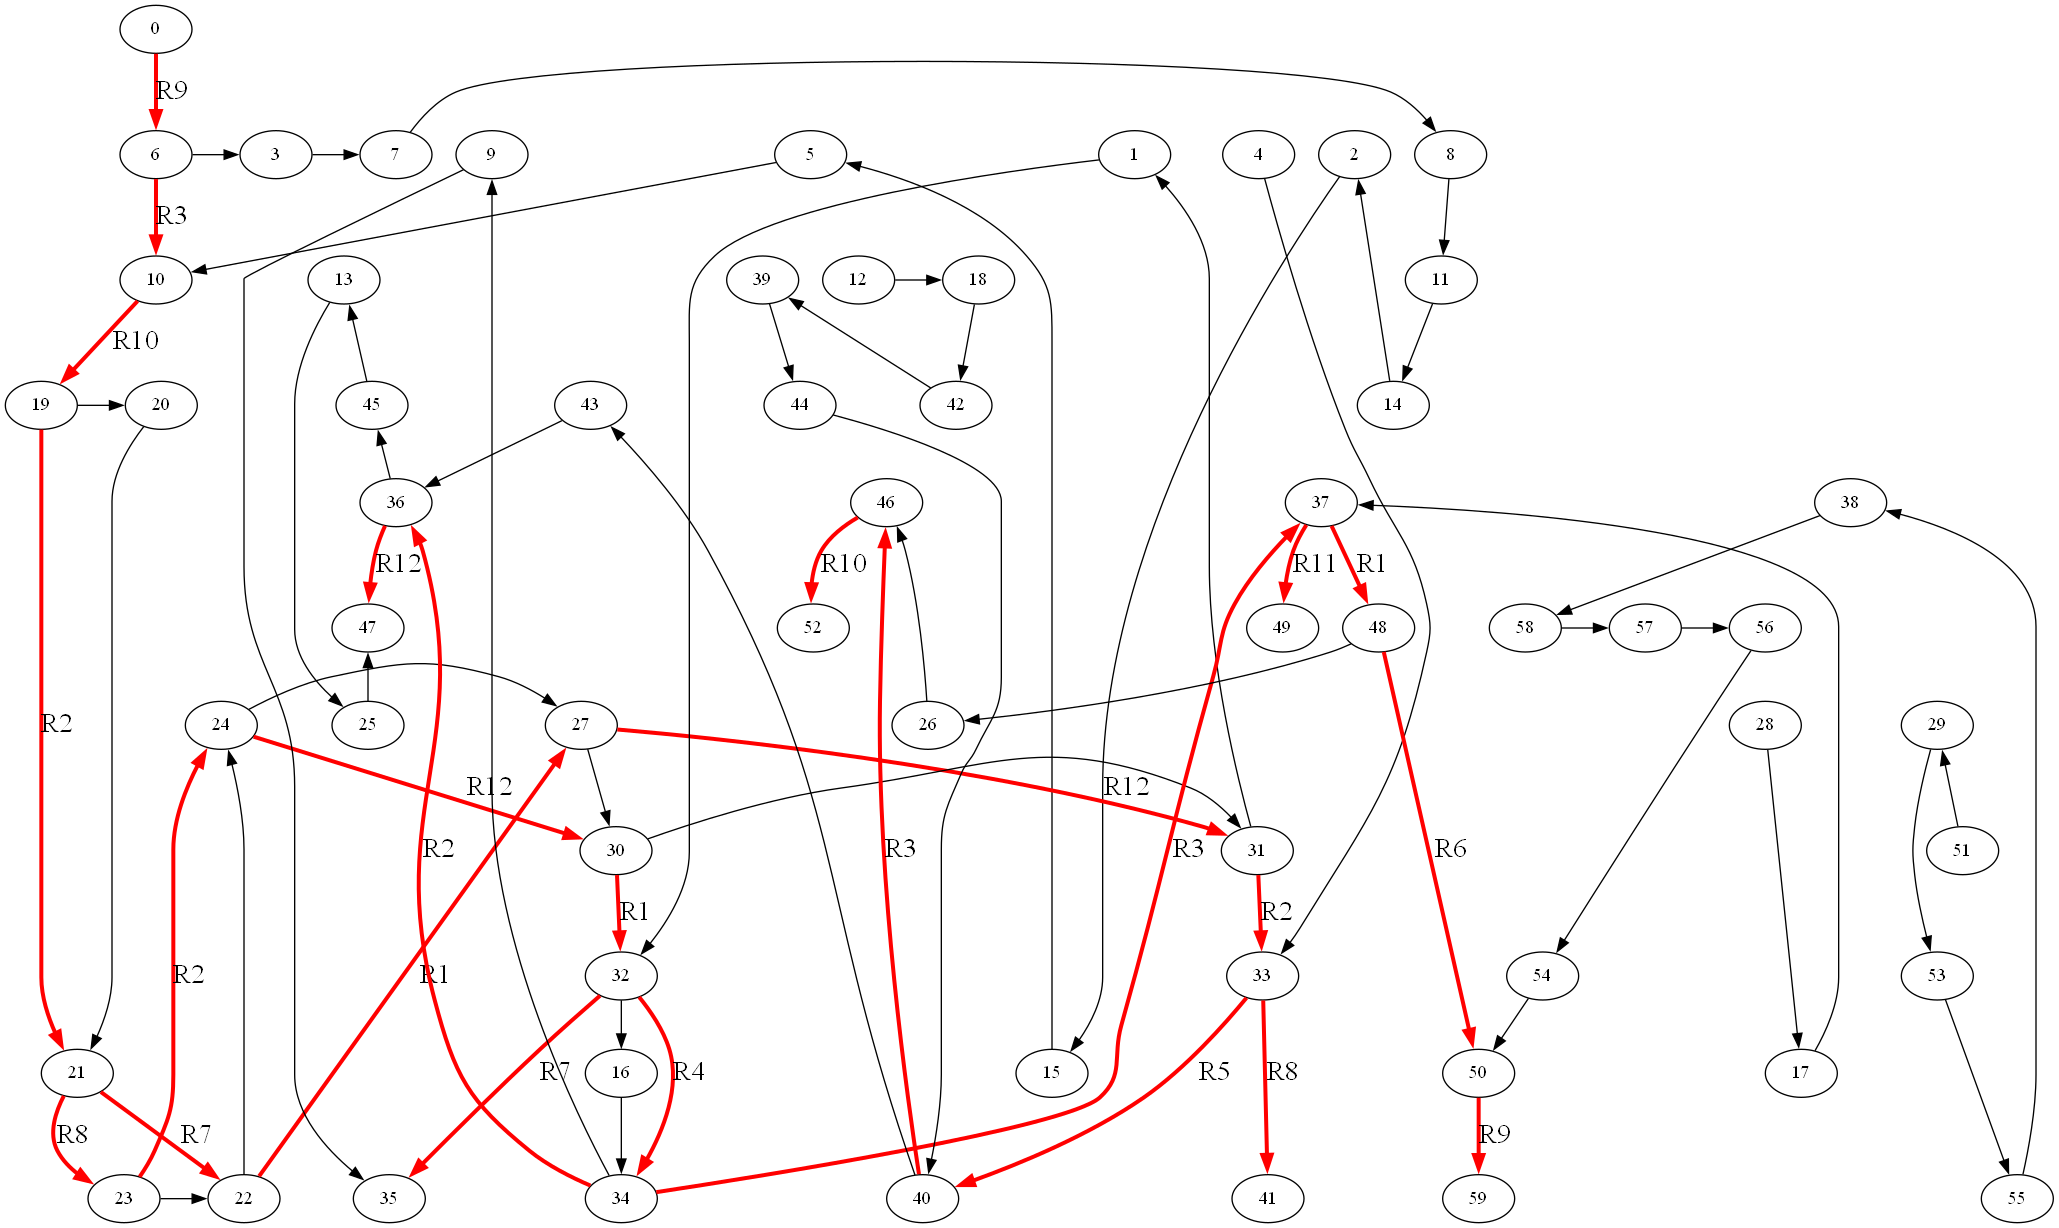 0
R9
6 3 7 9 5 1 4 2 8
R3
10 13 39 12 18 11
R10
19 20 45 43 44 42 14
36 46 37 38
R12 R10 R11 R1
47 52 49 48 58 57 56
R2 24 25 27 26 28 29
R12 R12
30 R2 R3 R3 31 R6 51
R1 R2
R2 R1 32 33 54 53
21 R7 16 R4 15 R5 R8 50 17
R8 R7 R9
23 22 35 34 40 41 59 55